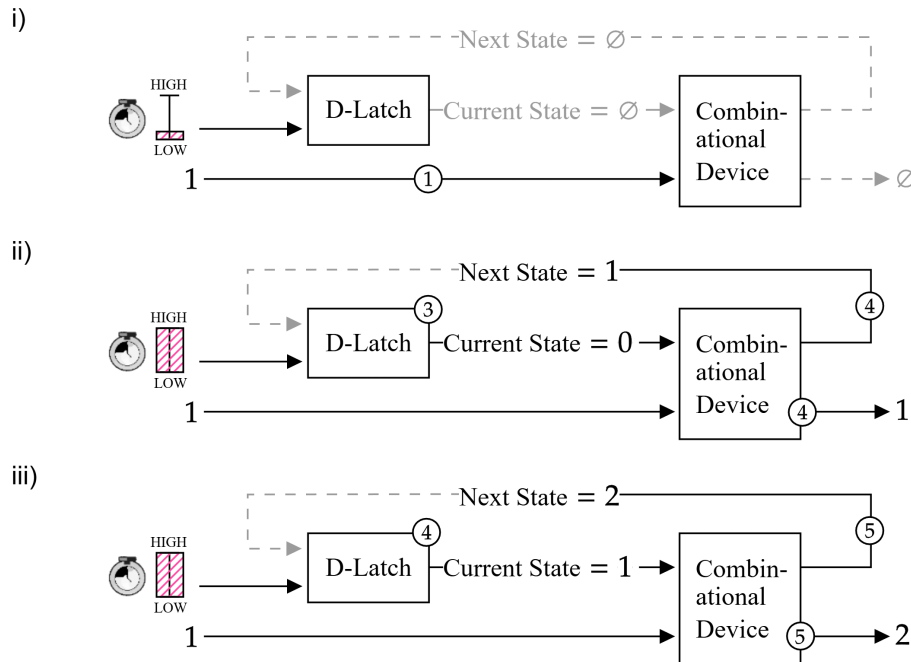 i)
Next State = ∅
HIGH
D-Latch
Current State = ∅
Combin-
ational
Device
LOW
1
1
∅
ii)
Next State = 1
3
4
HIGH
D-Latch
Current State = 0
Combin-
ational
Device
LOW
1
4
1
iii)
Next State = 2
4
5
HIGH
D-Latch
Current State = 1
Combin-
ational
Device
LOW
1
5
2